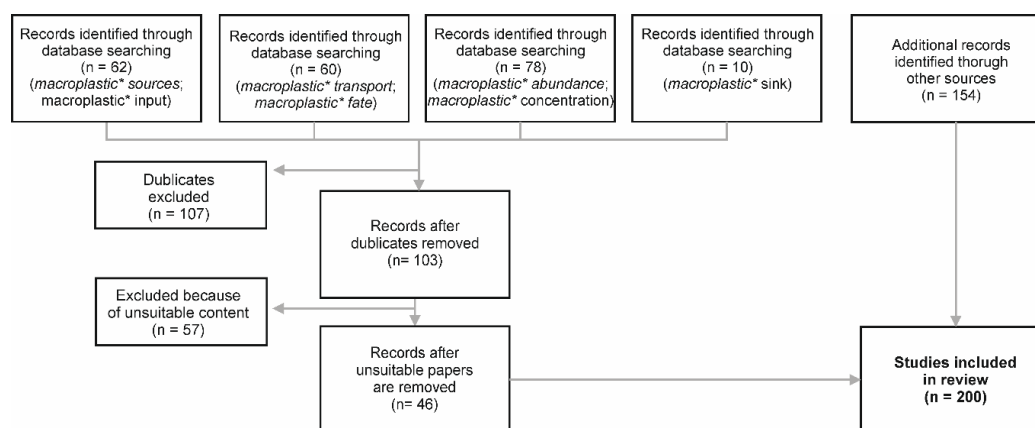 Records identified through
database searching
(n = 62)
(macroplastic* sources;
macroplastic* input)
Records identified through
database searching
(n = 60)
(macroplastic* transport;
macroplastic* fate)
Records identified through
database searching
(n = 78)
(macroplastic* abundance;
macroplastic* concentration)
Records identified through
database searching
(n = 10)
(macroplastic* sink)
Additional records
identified thorugh
other sources
(n = 154)
Dublicates
excluded
(n = 107)
Records after
dublicates removed
(n= 103)
Excluded because
of unsuitable content
(n = 57)
Records after
unsuitable papers
are removed
(n= 46)
Studies included
in review
(n = 200)